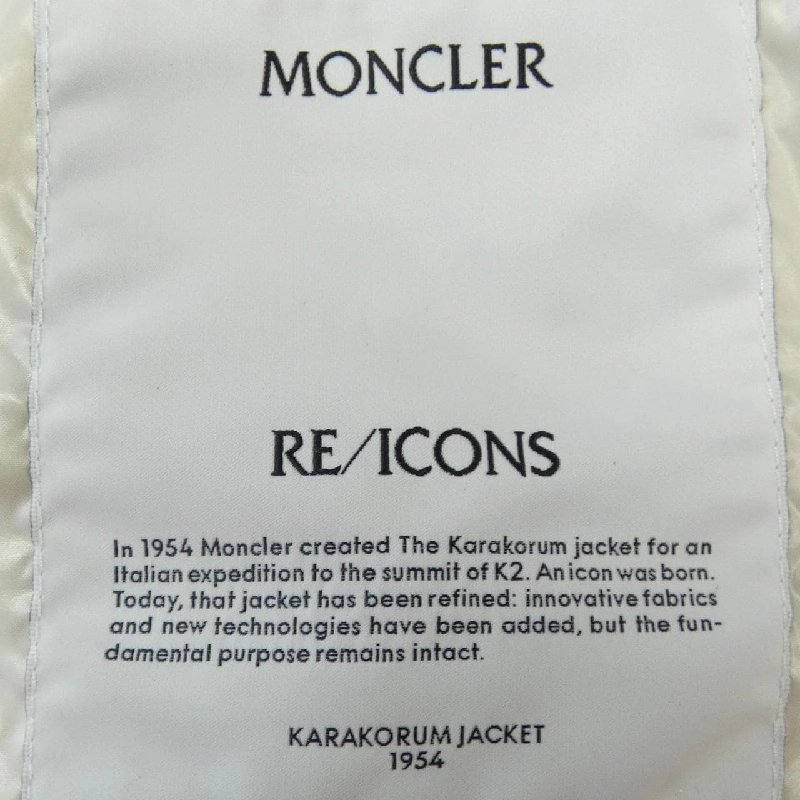 MONCLER
RE/ICONS
In 1954 Moncler created The Karakorum jacket for an
Italian expedition to the summit of K2. An icon was born.
Today, that jacket has been refined: innovative fabrics
and new technologies have been added, but the fun-
damental purpose remains intact.
KARAKORUM JACKET
1954